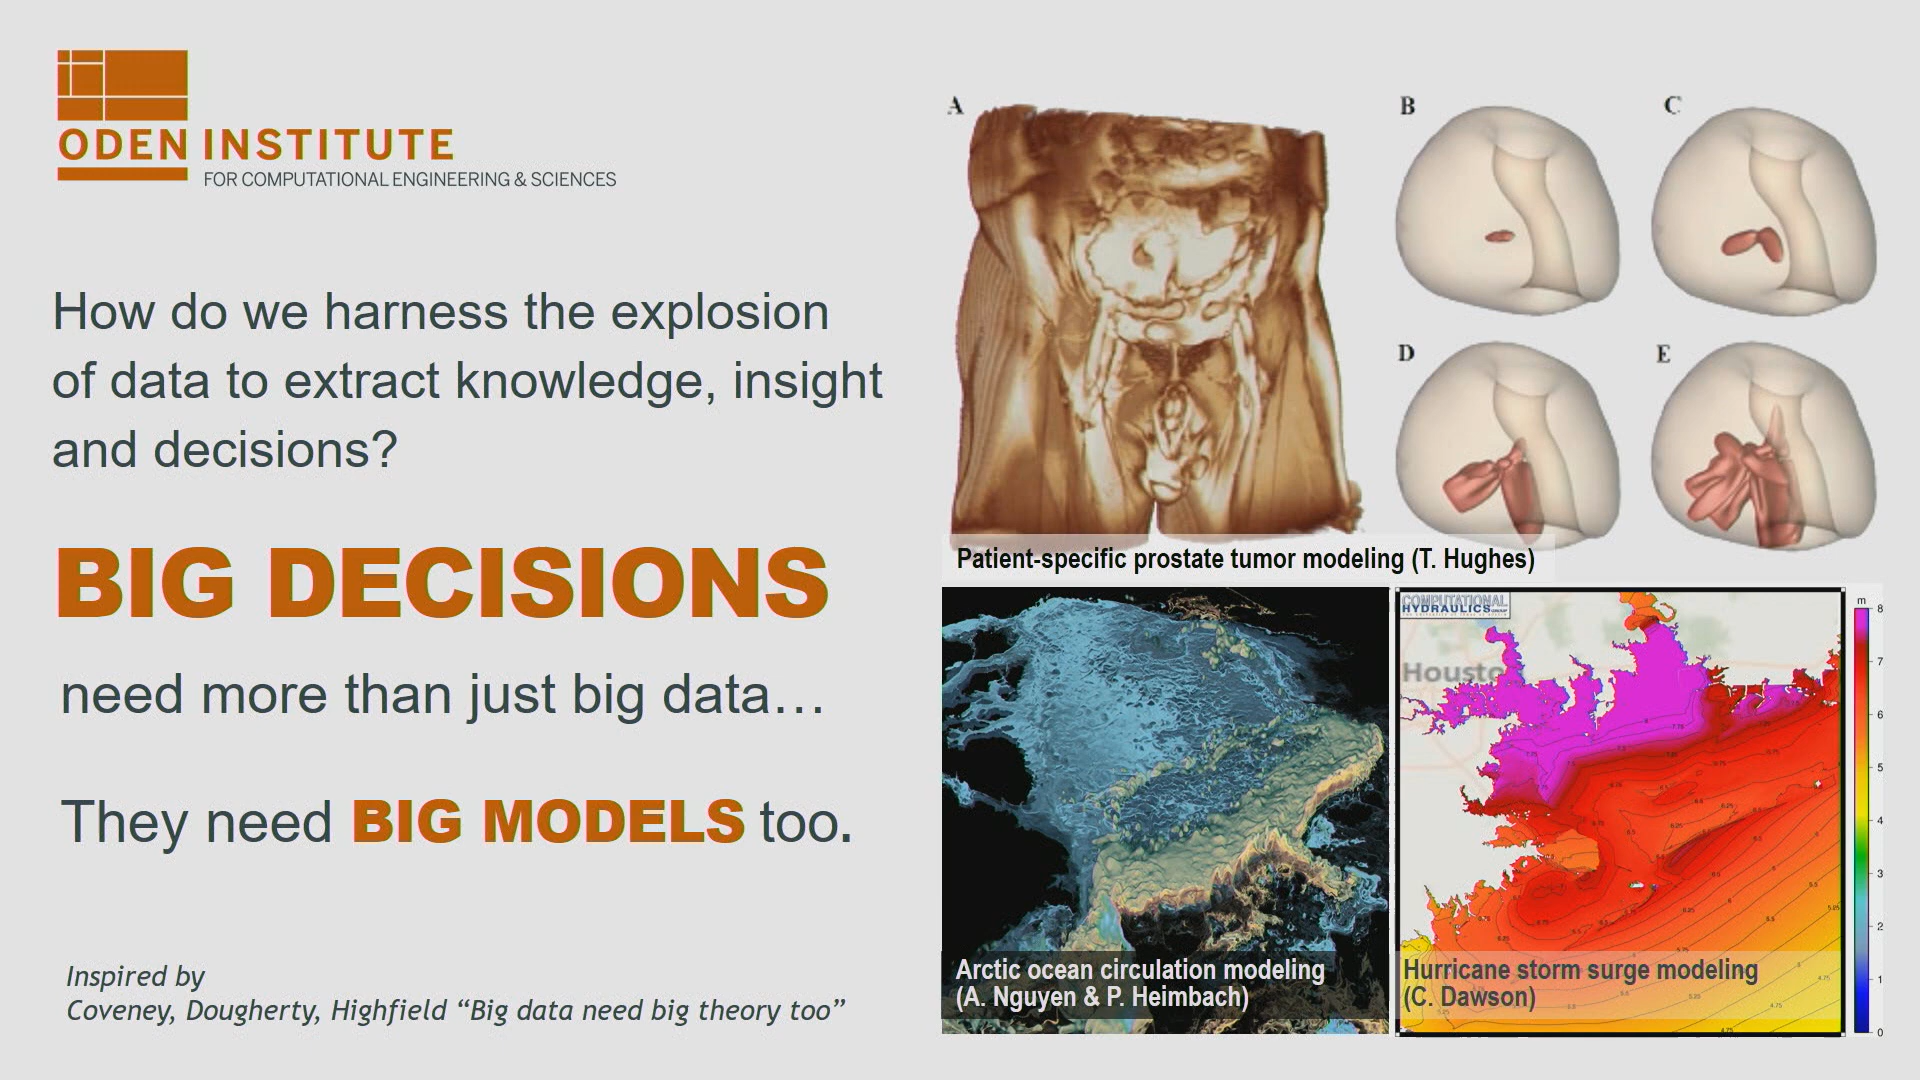 ODEN INSTITUTE
FOR COMPUTATIONAL ENGINEERING & SCIENCES
How do we harness the explosion
of data to extract knowledge, insight
and decisions?
BIG DECISIONS
need more than just big data…
They need BIG MODELS too.
Inspired by
Coveney, Dougherty, Highfield “Big data need big theory too”
A
B
C
D
E
Patient-specific prostate tumor modeling (T. Hughes)
Arctic ocean circulation modeling
(A. Nguyen & P. Heimbach)
COMPUTATIONAL
HYDRAULICS
Housto
Hurricane storm surge modeling
(C. Dawson)
m
8
7
6
5
4
3
2
1
0